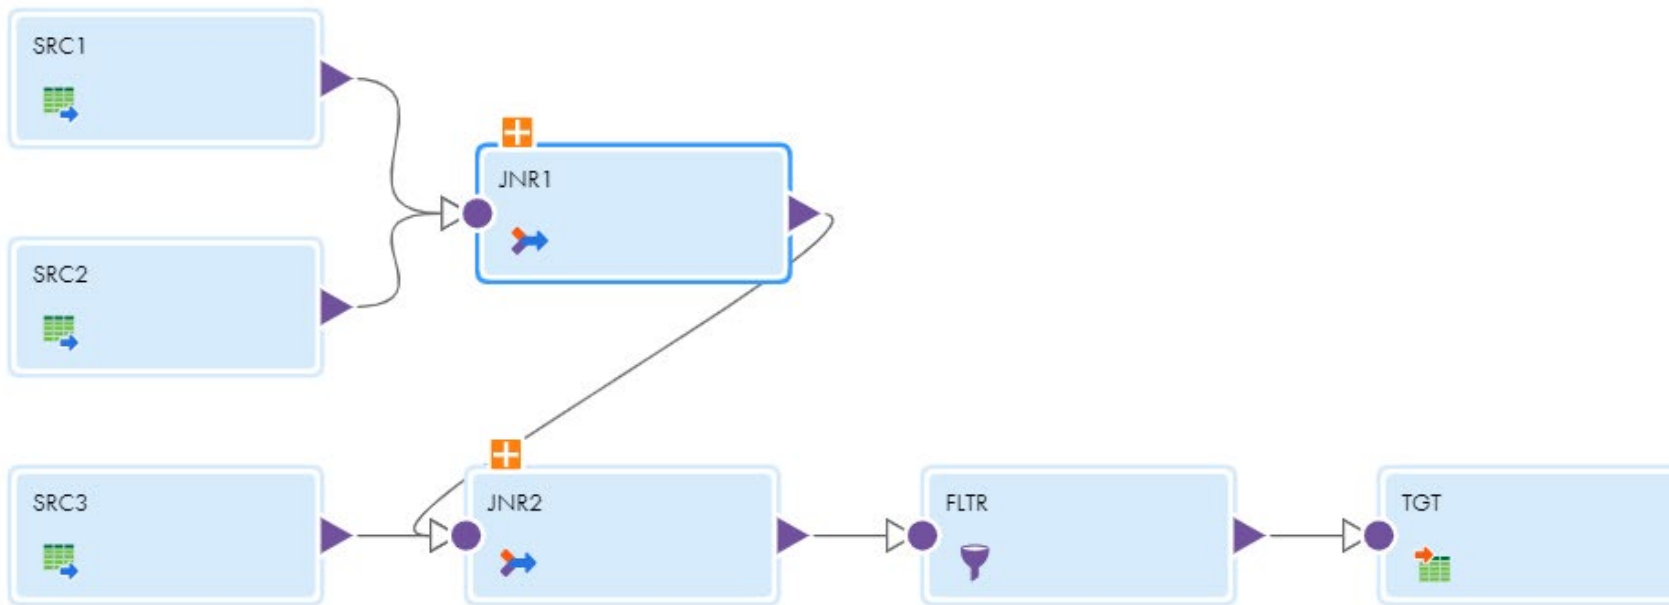 SRC1
JNR1
SRC2
SRC3
JNR2
FLTR
TGT